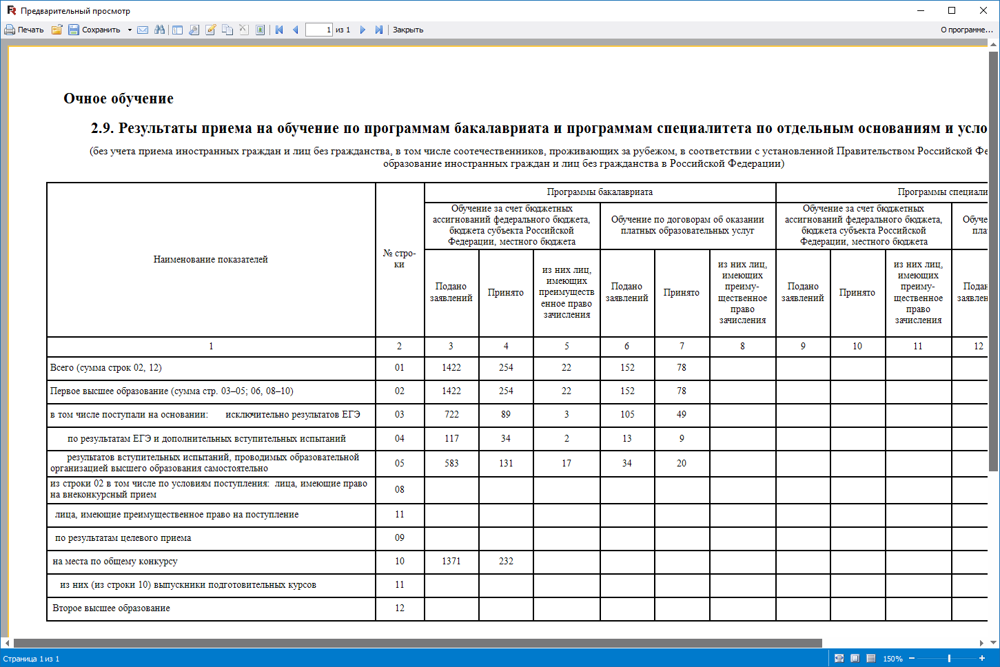 Предварительный просмотр
Печать Сохранить 1 из 1 Закрыть О программе...
Очное обучение
2.9. Результаты приема на обучение по программам бакалавриата и программам специалитета по отдельным основаниям и усло
(без учета приема иностранных граждан и лиц без гражданства, в том числе соотечественников, проживающих за рубежом, в соответствии с установленной Правительством Российской Фе
образование иностранных граждан и лиц без гражданства в Российской Федерации)
Наименование показателей
№ стро-
ки
Программы бакалавриата
Программы специали
Обучение за счет бюджетных
ассигнований федерального бюджета,
бюджета субъекта Российской
Федерации, местного бюджета
Обучение по договорам об оказании
платных образовательных услуг
Обучение за счет бюджетных
ассигнований федерального бюджета,
бюджета субъекта Российской
Федерации, местного бюджета
Обуче
плат
Подано
заявлений
Принято
из них лиц,
имеющих
преимуществ
енное право
зачисления
Подано
заявлений
Принято
из них лиц,
имеющих
преиму-
щественное
право
зачисления
Подано
заявлений
Принято
из них лиц,
имеющих
преиму-
щественное
право
зачисления
Подан
заявлен
1 2 3 4 5 6 7 8 9 10 11 12
Всего (сумма строк 02, 12) 01 1422 254 22 152 78
Первое высшее образование (сумма стр. 03–05; 06, 08–10) 02 1422 254 22 152 78
в том числе поступали на основании: исключительно результатов ЕГЭ 03 722 89 3 105 49
по результатам ЕГЭ и дополнительных вступительных испытаний 04 117 34 2 13 9
результатов вступительных испытаний, проводимых образовательной
организацией высшего образования самостоятельно 05 583 131 17 34 20
из строки 02 в том числе по условиям поступления: лица, имеющие право
на внеконкурсный прием 08
лица, имеющие преимущественное право на поступление 11
по результатам целевого приема 09
на места по общему конкурсу 10 1371 232
из них (из строки 10) выпускники подготовительных курсов 11
Второе высшее образование 12
Страница 1 из 1 150%